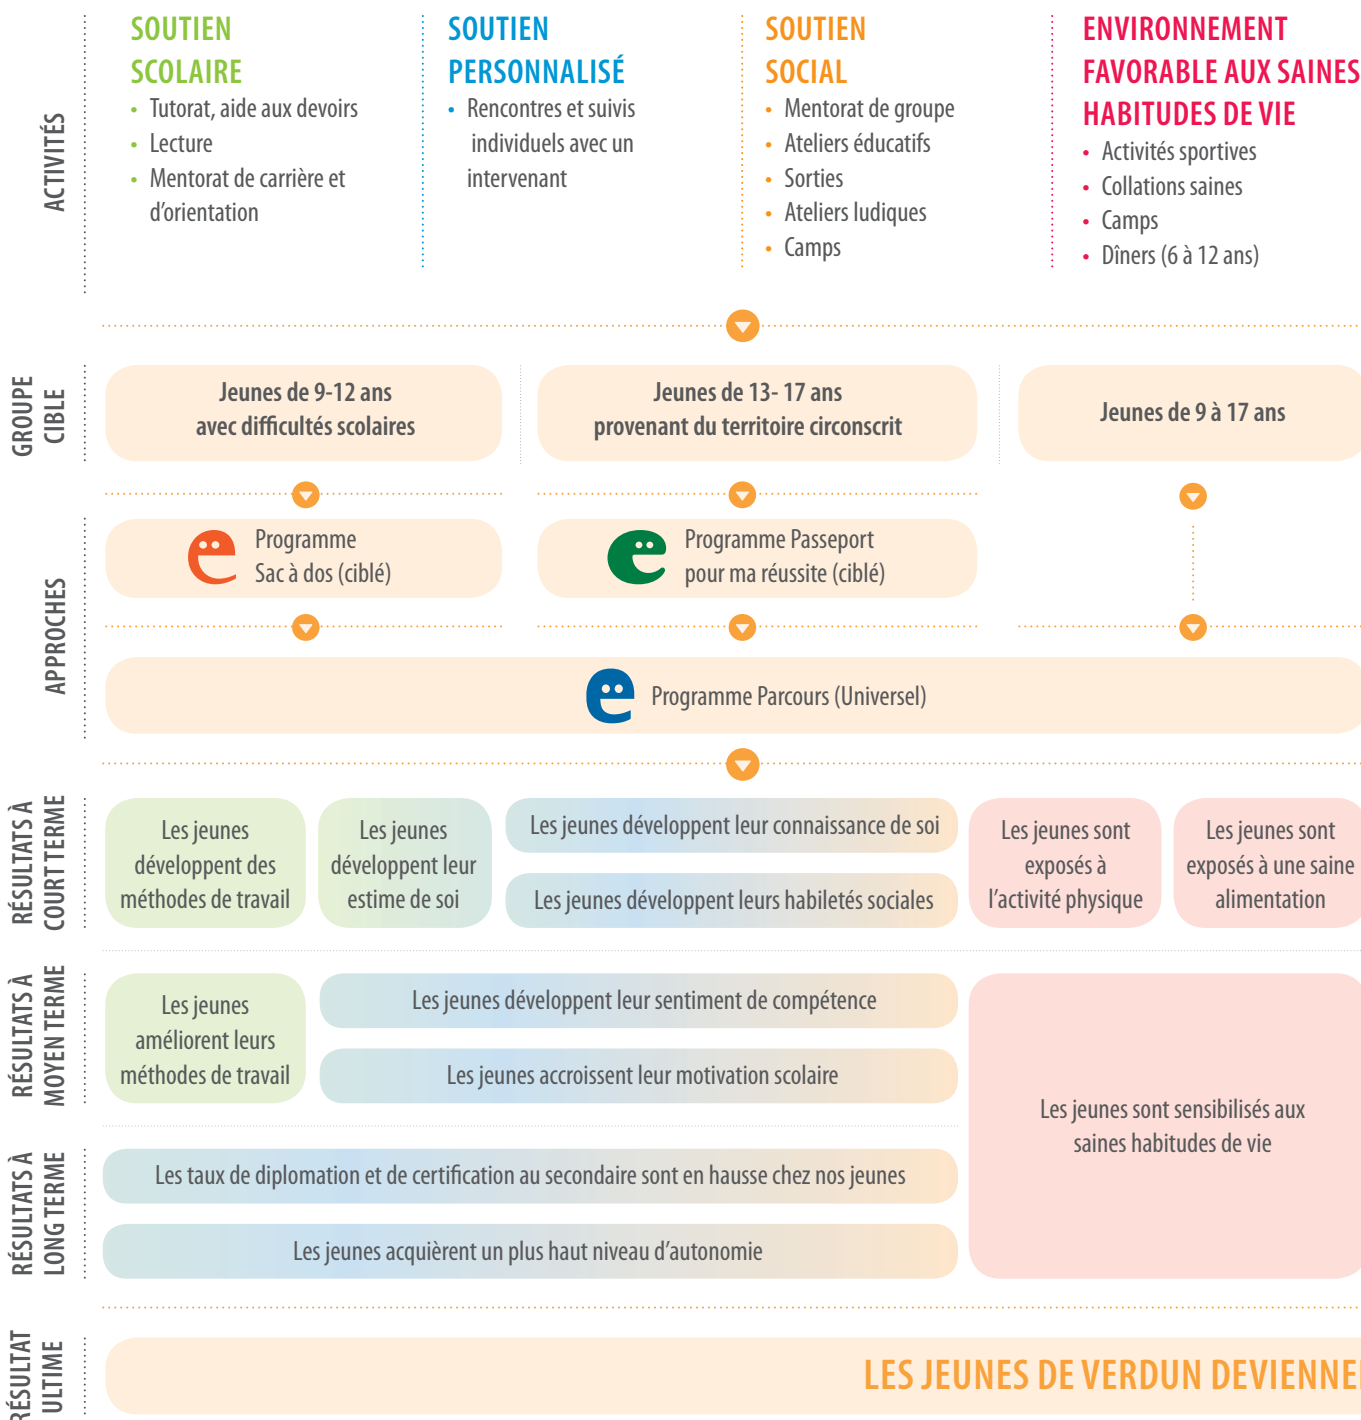 ACTIVITÉS
SOUTIEN
SCOLAIRE
• Tutorat, aide aux devoirs
• Lecture
• Mentorat de carrière et
d’orientation
SOUTIEN
PERSONNALISÉ
• Rencontres et suivis
individuels avec un
intervenant
SOUTIEN
SOCIAL
• Mentorat de groupe
• Ateliers éducatifs
• Sorties
• Ateliers ludiques
• Camps
ENVIRONNEMENT
FAVORABLE AUX SAINES
HABITUDES DE VIE
• Activités sportives
• Collations saines
• Camps
• Dîners (6 à 12 ans)
GROUPE
CIBLE
Jeunes de 9-12 ans
avec difficultés scolaires
Jeunes de 13- 17 ans
provenant du territoire circonscrit
Jeunes de 9 à 17 ans
APPROCHES
Programme
Sac à dos (ciblé)
Programme Passeport
pour ma réussite (ciblé)
Programme Parcours (Universel)
RÉSULTATS À
COURT TERME
Les jeunes
développent des
méthodes de travail
Les jeunes
développent leur
estime de soi
Les jeunes développent leur connaissance de soi
Les jeunes développent leurs habiletés sociales
Les jeunes sont
exposés à
l’activité physique
Les jeunes sont
exposés à une saine
alimentation
RÉSULTATS À
MOYEN TERME
Les jeunes
améliorent leurs
méthodes de travail
Les jeunes développent leur sentiment de compétence
Les jeunes accroissent leur motivation scolaire
Les jeunes sont sensibilisés aux
saines habitudes de vie
RÉSULTATS À
LONG TERME
Les taux de diplomation et de certification au secondaire sont en hausse chez nos jeunes
Les jeunes acquièrent un plus haut niveau d’autonomie
RÉSULTAT
ULTIME
LES JEUNES DE VERDUN